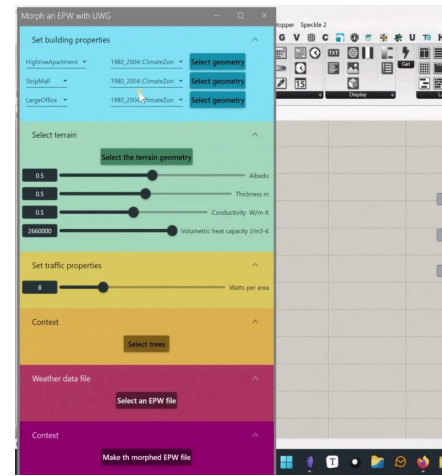 Morph an EPW with UWG
Set building properties
HighriseApartment 1980_2004::ClimateZon Select geometry
StripMall 1980_2004::ClimateZon Select geometry
LargeOffice 1980_2004::ClimateZon Select geometry
Select terrain
Select the terrain geometry
0.5 Albedo
0.5 Thickness m
0.5 Conductivity W/m-K
2660000 Volumetric heat capacity J/m3-K
Set traffic properties
8 Watts per area
Context
Select trees
Weather data file
Select an EPW file
Context
Make th morphed EPW file
topper Speckle 2
G V U
TXT
Get
15
Display
T